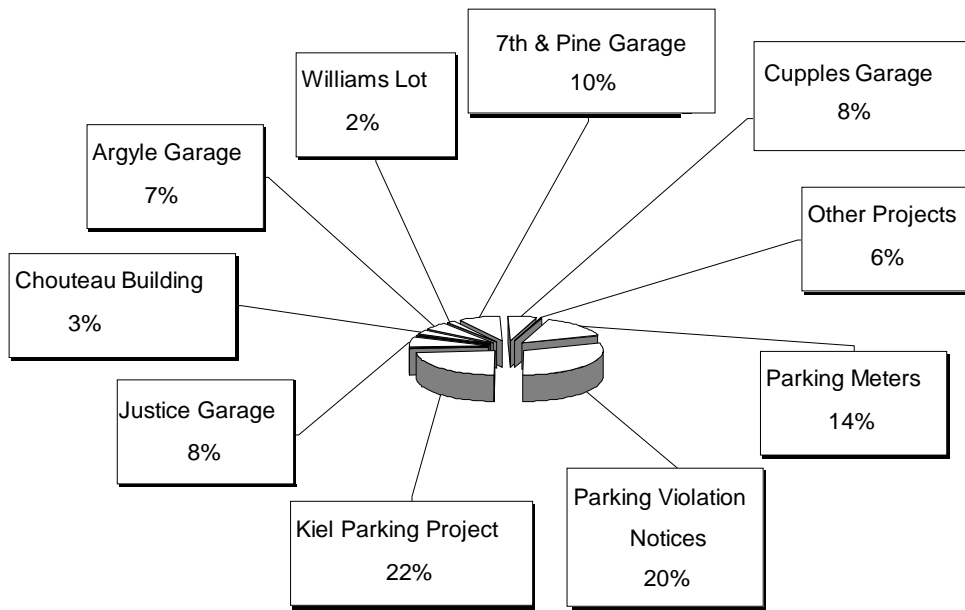 7th & Pine Garage
10%
Cupples Garage
8%
Williams Lot
2%
Argyle Garage
7%
Other Projects
6%
Chouteau Building
3%
Parking Meters
14%
Justice Garage
8%
Kiel Parking Project
22%
Parking Violation
Notices
20%